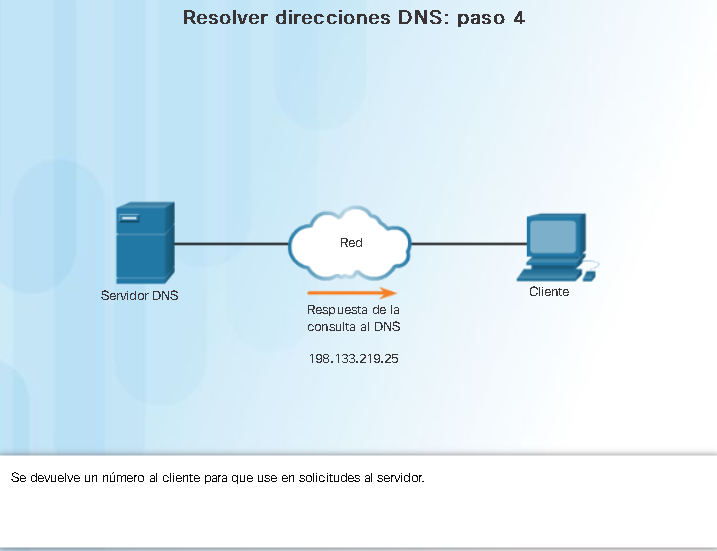 Resolver direcciones DNS: paso 4
Red
Servidor DNS
Cliente
Respuesta de la
consulta al DNS
198.133.219.25
Se devuelve un número al cliente para que use en solicitudes al servidor.